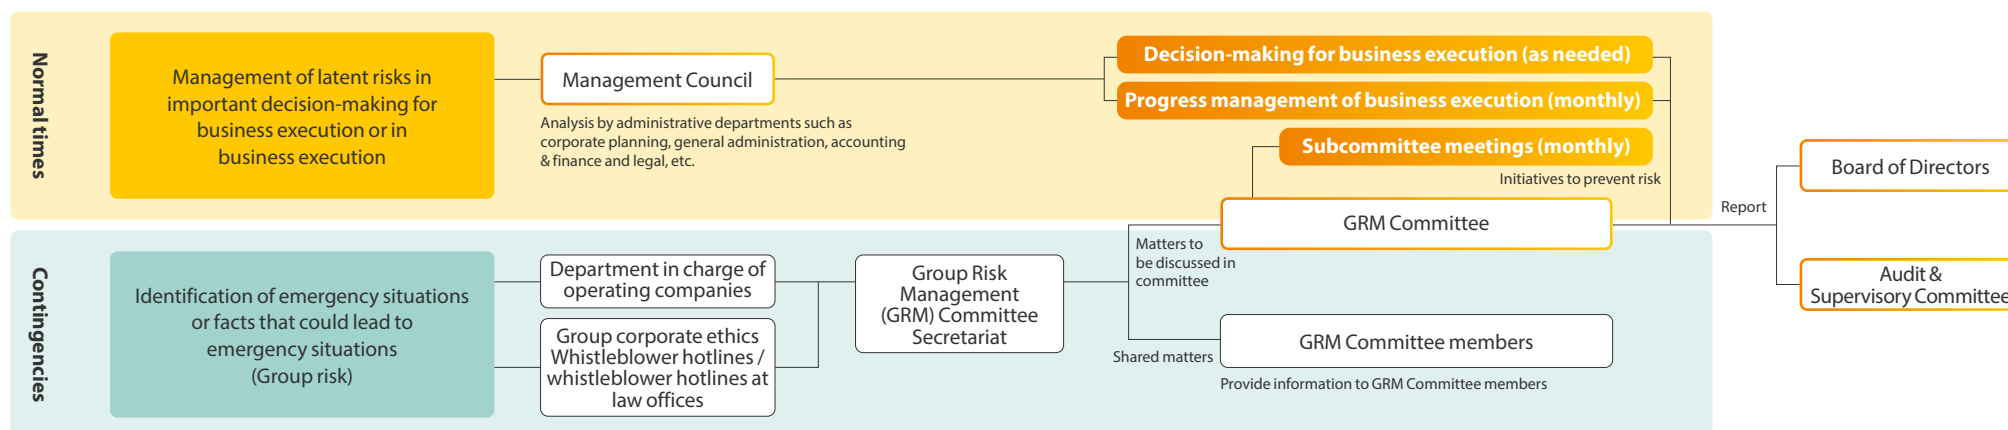 Normal times
Management of latent risks in
important decision-making for
business execution or in
business execution
Management Council
Analysis by administrative departments such as
corporate planning, general administration, accounting
& finance and legal, etc.
Decision-making for business execution (as needed)
Progress management of business execution (monthly)
Subcommittee meetings (monthly)
Initiatives to prevent risk
GRM Committee
Report
Board of Directors
Audit &
Supervisory Committee
Contingencies
Identification of emergency situations
or facts that could lead to
emergency situations
(Group risk)
Department in charge of
operating companies
Group corporate ethics
Whistleblower hotlines /
whistleblower hotlines at
law offices
Group Risk
Management
(GRM) Committee
Secretariat
Matters to
be discussed in
committee
Shared matters
GRM Committee members
Provide information to GRM Committee members